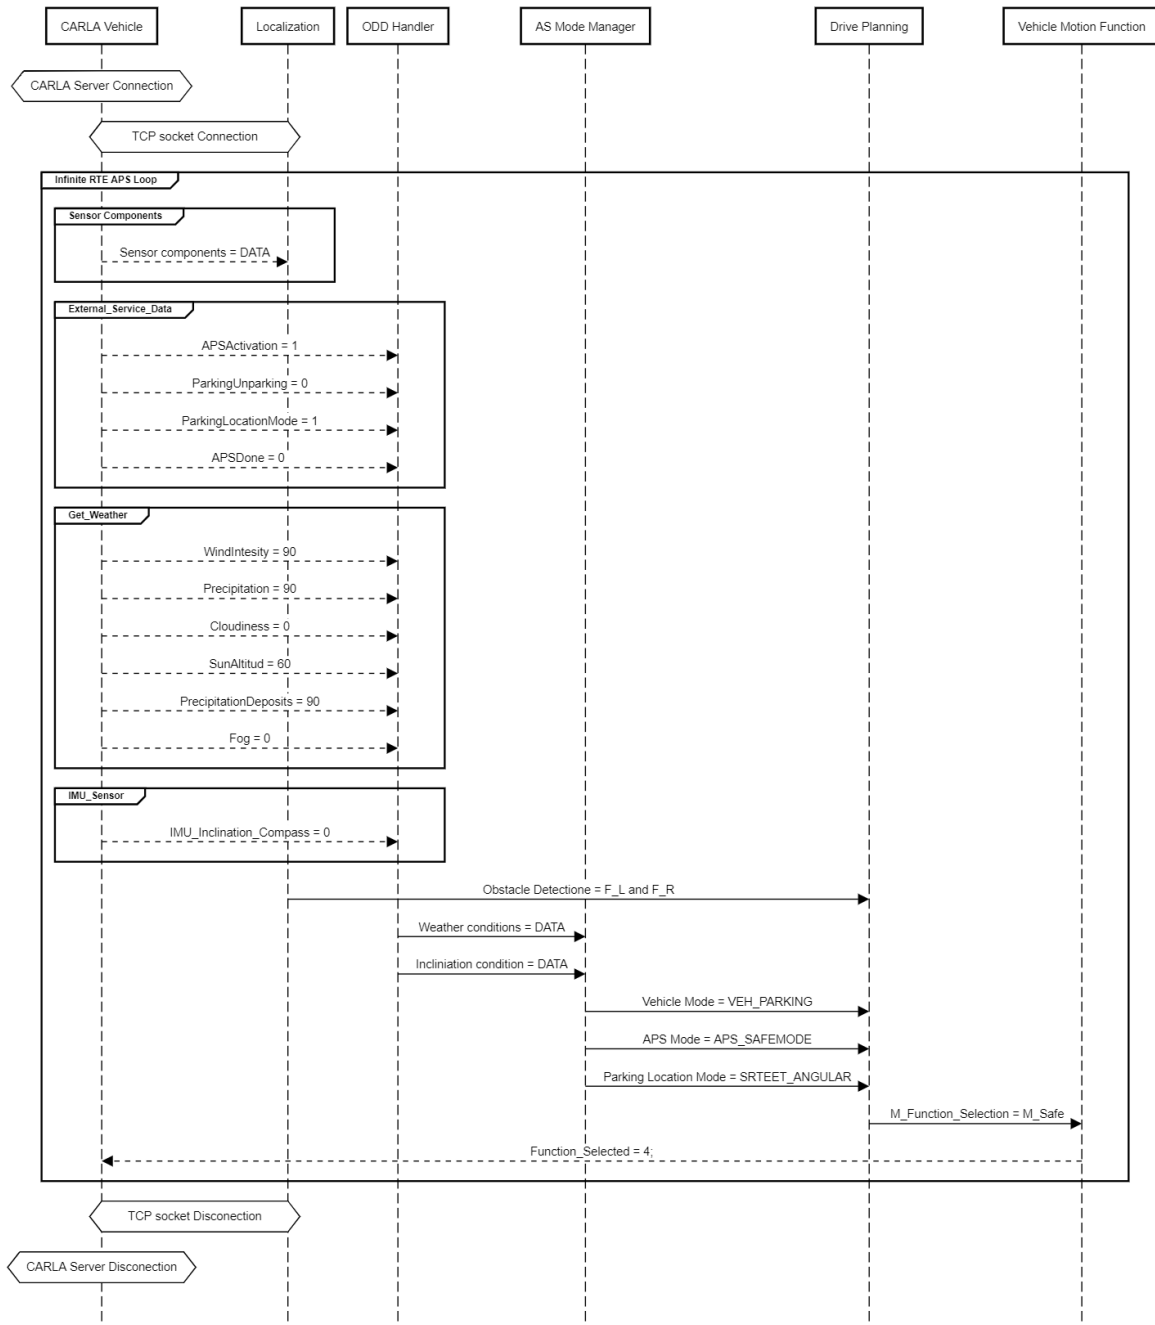 CARLA Vehicle
Localization
ODD Handler
AS Mode Manager
Drive Planning
Vehicle Motion Function
CARLA Server Connection
TCP socket Connection
Infinite RTE APS Loop
Sensor Components
Sensor components = DATA
External_Service_Data
APSActivation = 1
ParkingUnparking = 0
ParkingLocationMode = 1
APSDone = 0
Get_Weather
WindIntesity = 90
Precipitation = 90
Cloudiness = 0
SunAltitud = 60
PrecipitationDeposits = 90
Fog = 0
IMU_Sensor
IMU_Inclination_Compass = 0
Obstacle Detectione = F_L and F_R
Weather conditions = DATA
Incliniation condition = DATA
Vehicle Mode = VEH_PARKING
APS Mode = APS_SAFEMODE
Parking Location Mode = SRTEET_ANGULAR
M_Function_Selection = M_Safe
Function_Selected = 4;
TCP socket Disconection
CARLA Server Disconection